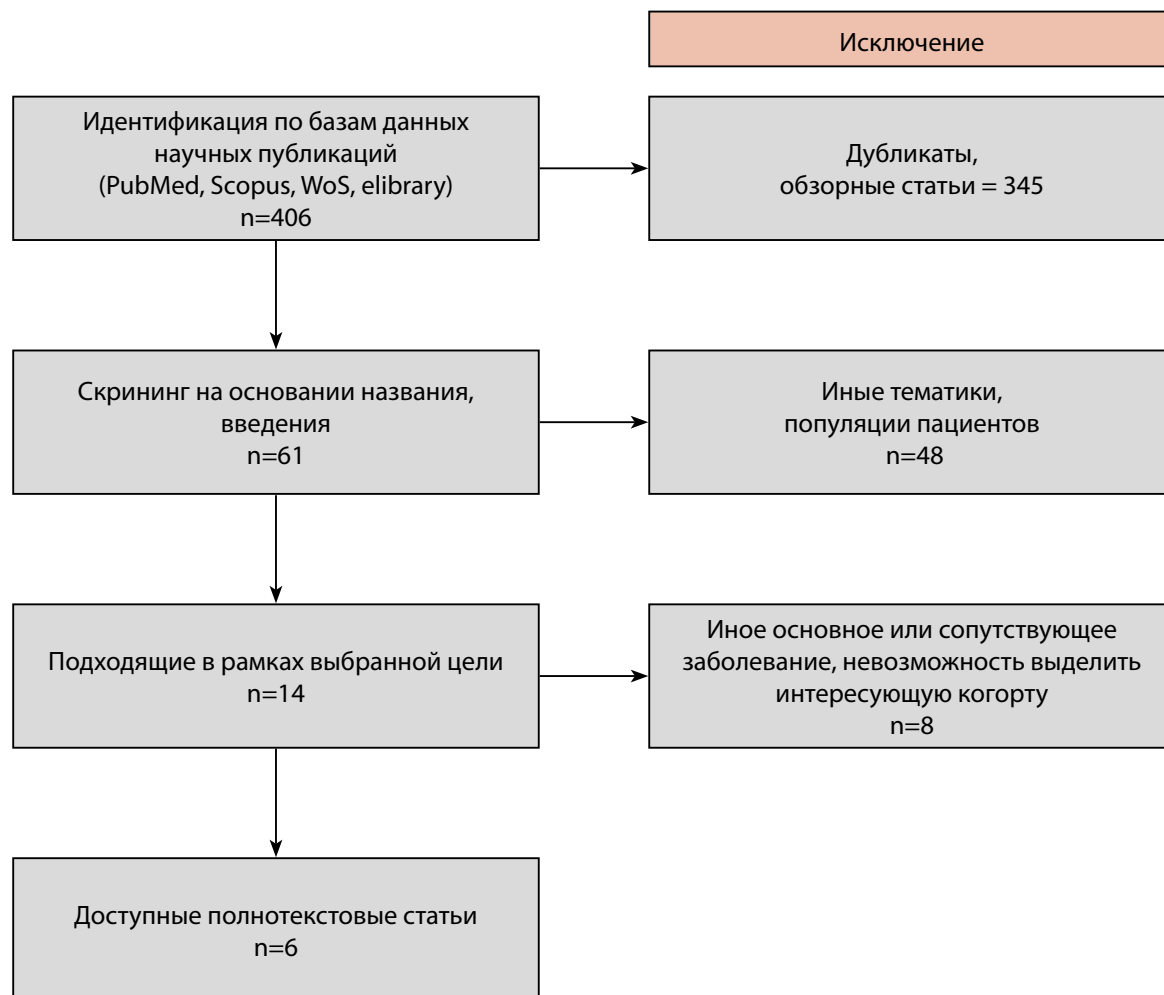 Исключение
Идентификация по базам данных
научных публикаций
(PubMed, Scopus, WoS, elibrary)
n=406
Дубликаты,
обзорные статьи = 345
Скрининг на основании названия,
введения
n=61
Иные тематики,
популяции пациентов
n=48
Подходящие в рамках выбранной цели
n=14
Иное основное или сопутствующее
заболевание, невозможность выделить
интересующую когорту
n=8
Доступные полнотекстовые статьи
n=6